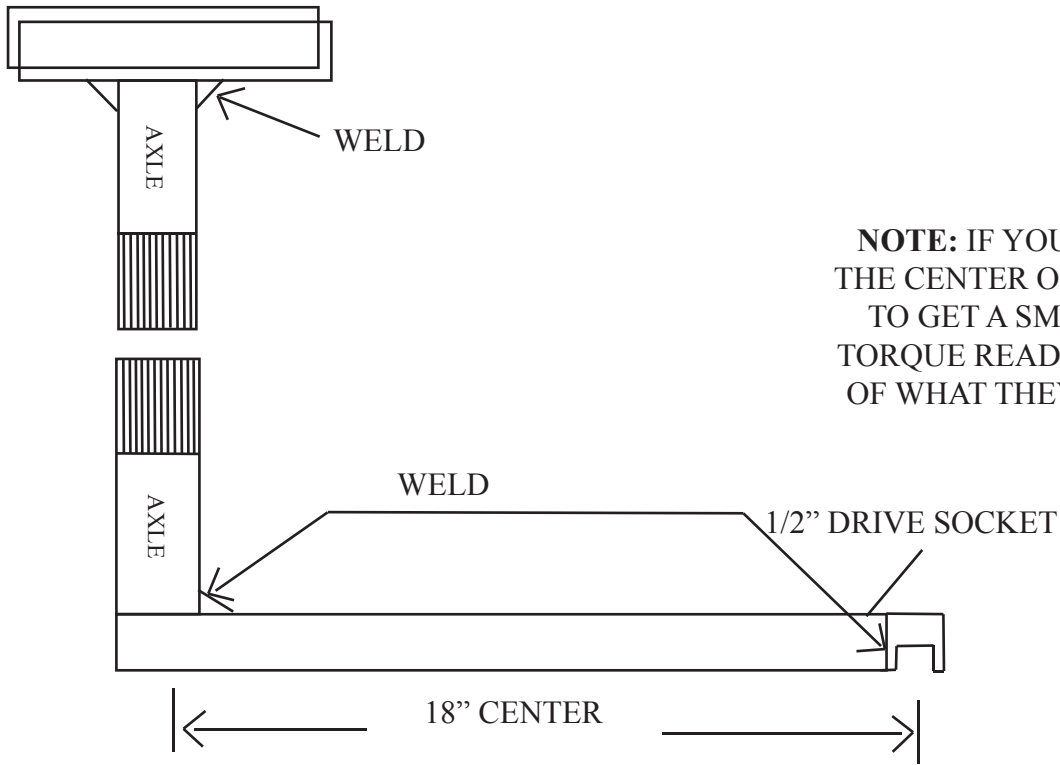 WELD
AXLE
NOTE: IF YOU
THE CENTER O
TO GET A SM
TORQUE READ
OF WHAT THEY
AXLE
WELD
1/2” DRIVE SOCKET
18” CENTER